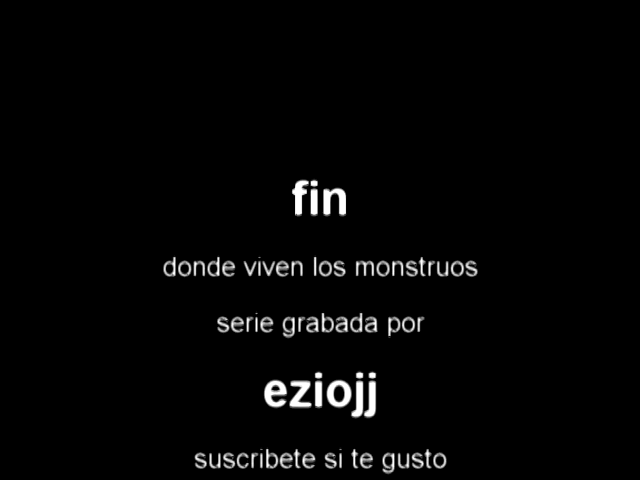 fin
donde viven los monstruos
serie grabada por
eziojj
suscribete si te gusto